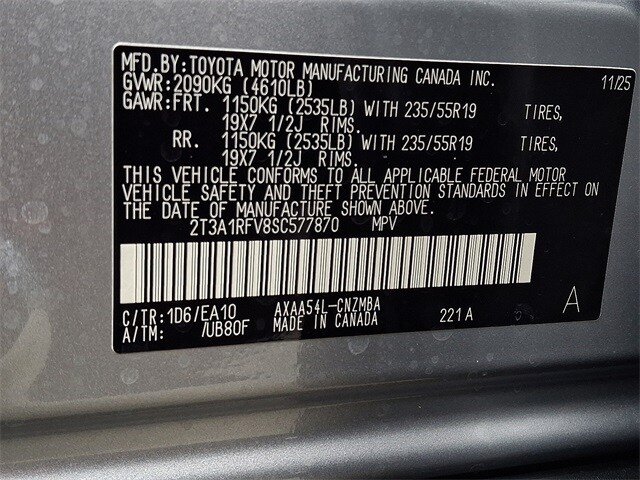 MFD.BY:TOYOTA MOTOR MANUFACTURING CANADA INC. 11/25
GVWR:2090KG (4610LB)
GAWR:FRT. 1150KG (2535LB) WITH 235/55R19 TIRES,
19X7 1/2J RIMS.
RR. 1150KG (2535LB) WITH 235/55R19 TIRES,
19X7 1/2J RIMS.
THIS VEHICLE CONFORMS TO ALL APPLICABLE FEDERAL MOTOR
VEHICLE SAFETY AND THEFT PREVENTION STANDARDS IN EFFECT ON
THE DATE OF MANUFACTURE SHOWN ABOVE.
2T3A1RFV8SC577870 MPV
C/TR:1D6/EA10 AXAA54L-CNZMBA 221A A
A/TM: /UB80F MADE IN CANADA